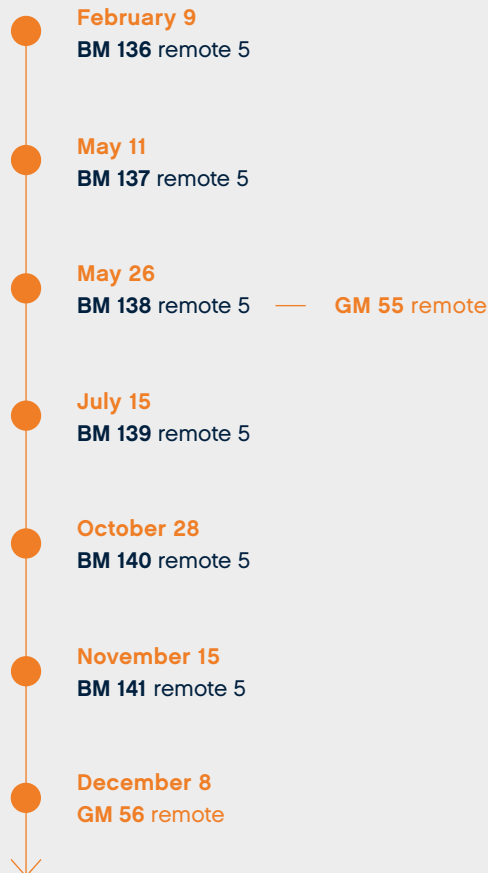 February 9
BM 136 remote 5
May 11
BM 137 remote 5
May 26
BM 138 remote 5 — GM 55 remote
July 15
BM 139 remote 5
October 28
BM 140 remote 5
November 15
BM 141 remote 5
December 8
GM 56 remote